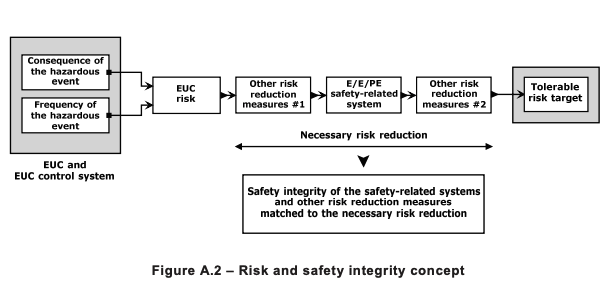 Consequence of
the hazardous
event
Frequency of
the hazardous
event
EUC and
EUC control system
EUC
risk
Other risk
reduction
measures #1
E/E/PE
safety-related
system
Other risk
reduction
measures #2
Tolerable
risk target
Necessary risk reduction
Safety integrity of the safety-related systems
and other risk reduction measures
matched to the necessary risk reduction
Figure A.2 – Risk and safety integrity concept